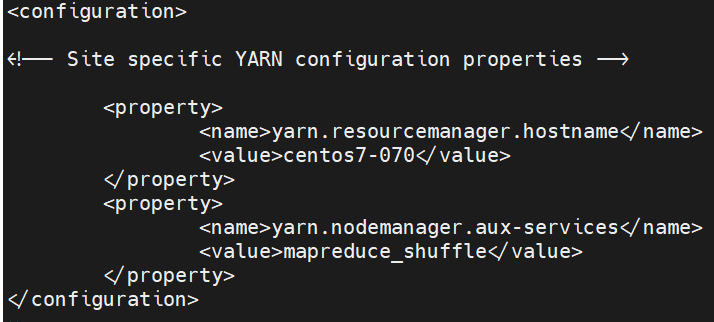 <configuration>
<!-- Site specific YARN configuration properties -->
<property>
<name>yarn.resourcemanager.hostname</name>
<value>centos7-070</value>
</property>
<property>
<name>yarn.nodemanager.aux-services</name>
<value>mapreduce_shuffle</value>
</property>
</configuration>